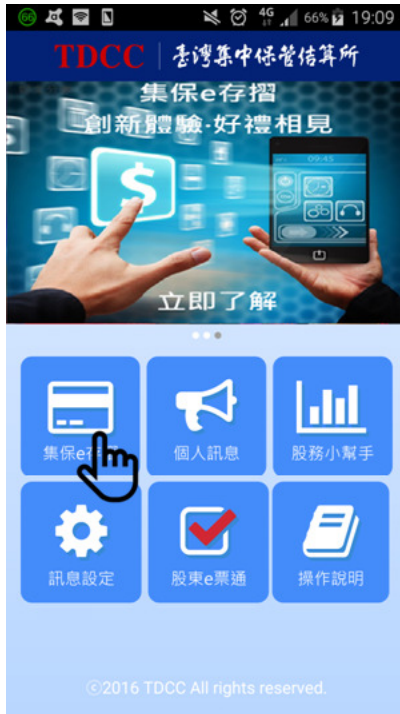 66 4G 66% 19:09
TDCC 臺灣集中保管結算所
集保e存摺
創新體驗‧好禮相見
09:45
立即了解
集保e存
個人訊息
股務小幫手
訊息設定
股東e票通
操作說明
©2016 TDCC All rights reserved.